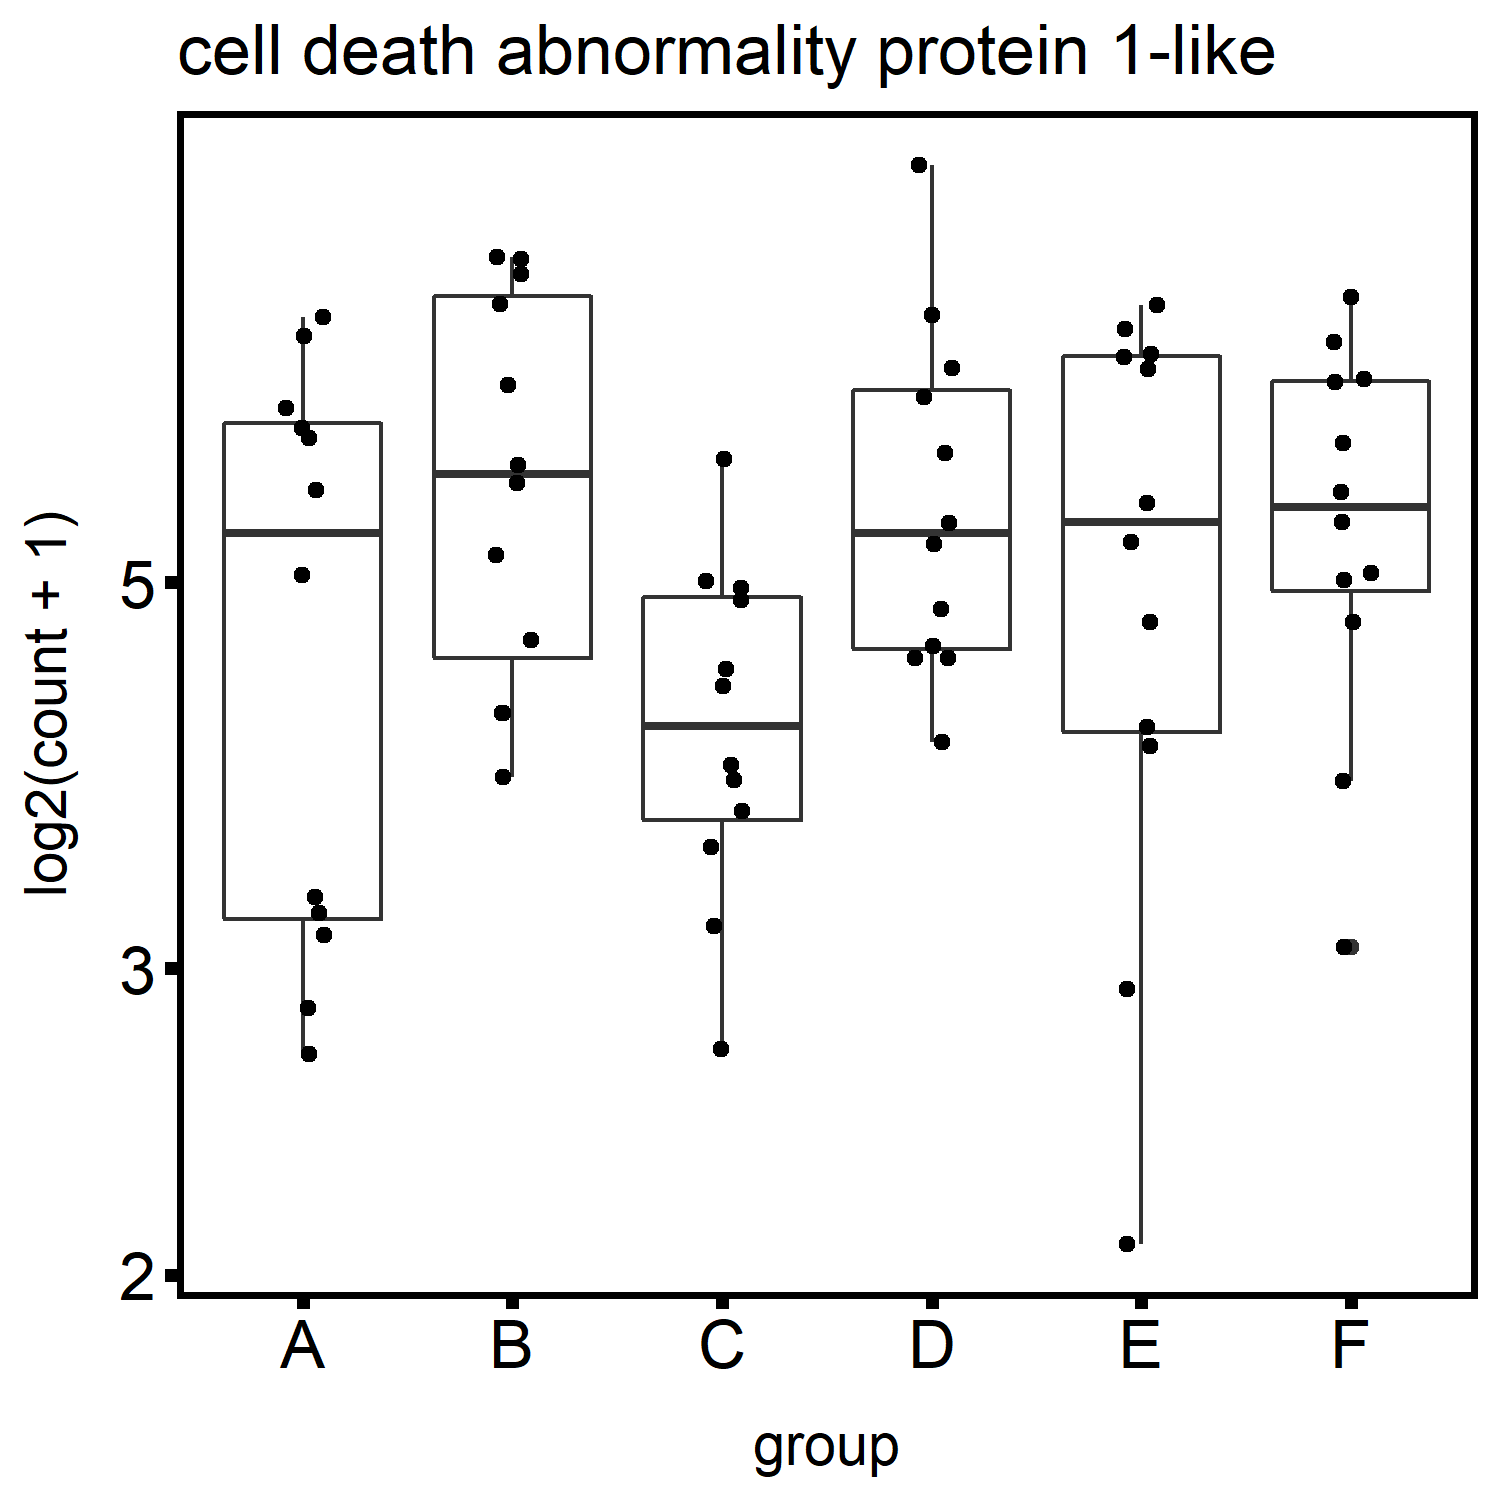 cell death abnormality protein 1-like
log2(count + 1)
5
3
2
A B C D E F
group